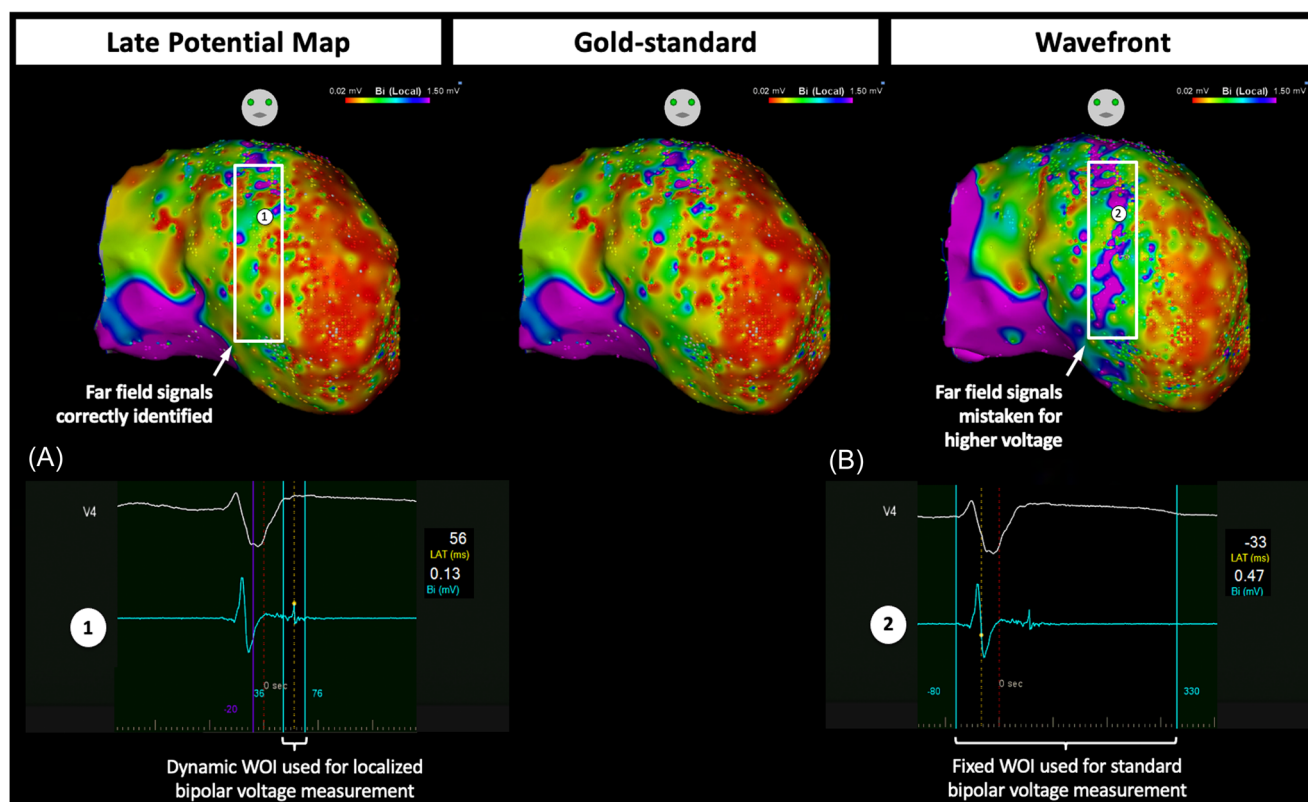 Late Potential Map
Gold-standard
Wavefront
0.02 mV Bi (Local) 1.50 mV
0.02 mV Bi (Local) 1.50 mV
0.02 mV Bi (Local) 1.50 mV
1
2
Far field signals
correctly identified
Far field signals
mistaken for
higher voltage
(A)
V4
56
LAT (ms)
0.13
Bi (mV)
1
0 sec
36
76
-20
Dynamic WOI used for localized
bipolar voltage measurement
(B)
V4
-33
LAT (ms)
0.47
Bi (mV)
2
0 sec
-80
330
Fixed WOI used for standard
bipolar voltage measurement